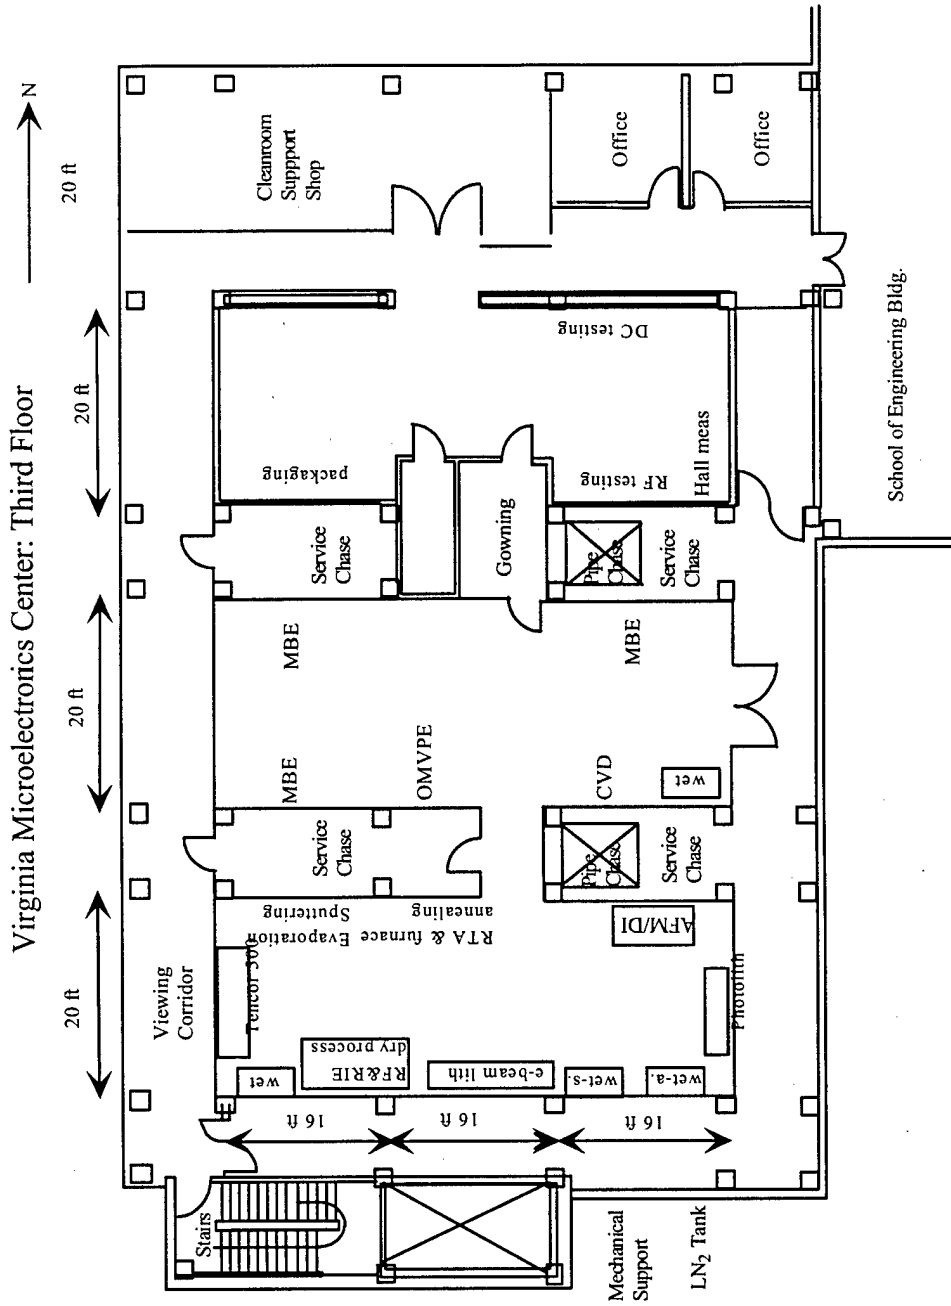 Virginia Microelectronics Center: Third Floor
N
20 ft
20 ft
20 ft
20 ft
Cleanroom
Suppport
Shop
Office
Office
DC testing
packaging
RF testing
Hall meas
School of Engineering Bldg.
Service
Chase
Gowning
Pipe
Chase
Service
Chase
MBE
MBE
MBE
OMVPE
CVD
wet
Service
Chase
Pipe
Chase
Service
Chase
Viewing
Corridor
Tencor 300
Sputtering
Evaporation
RTA & furnace
annealing
AFM/DI
Photolith
wet
RF&RIE
dry process
e-beam lith
wet-s.
wet-a.
16 ft
16 ft
16 ft
Stairs
Mechanical
Support
LN₂ Tank